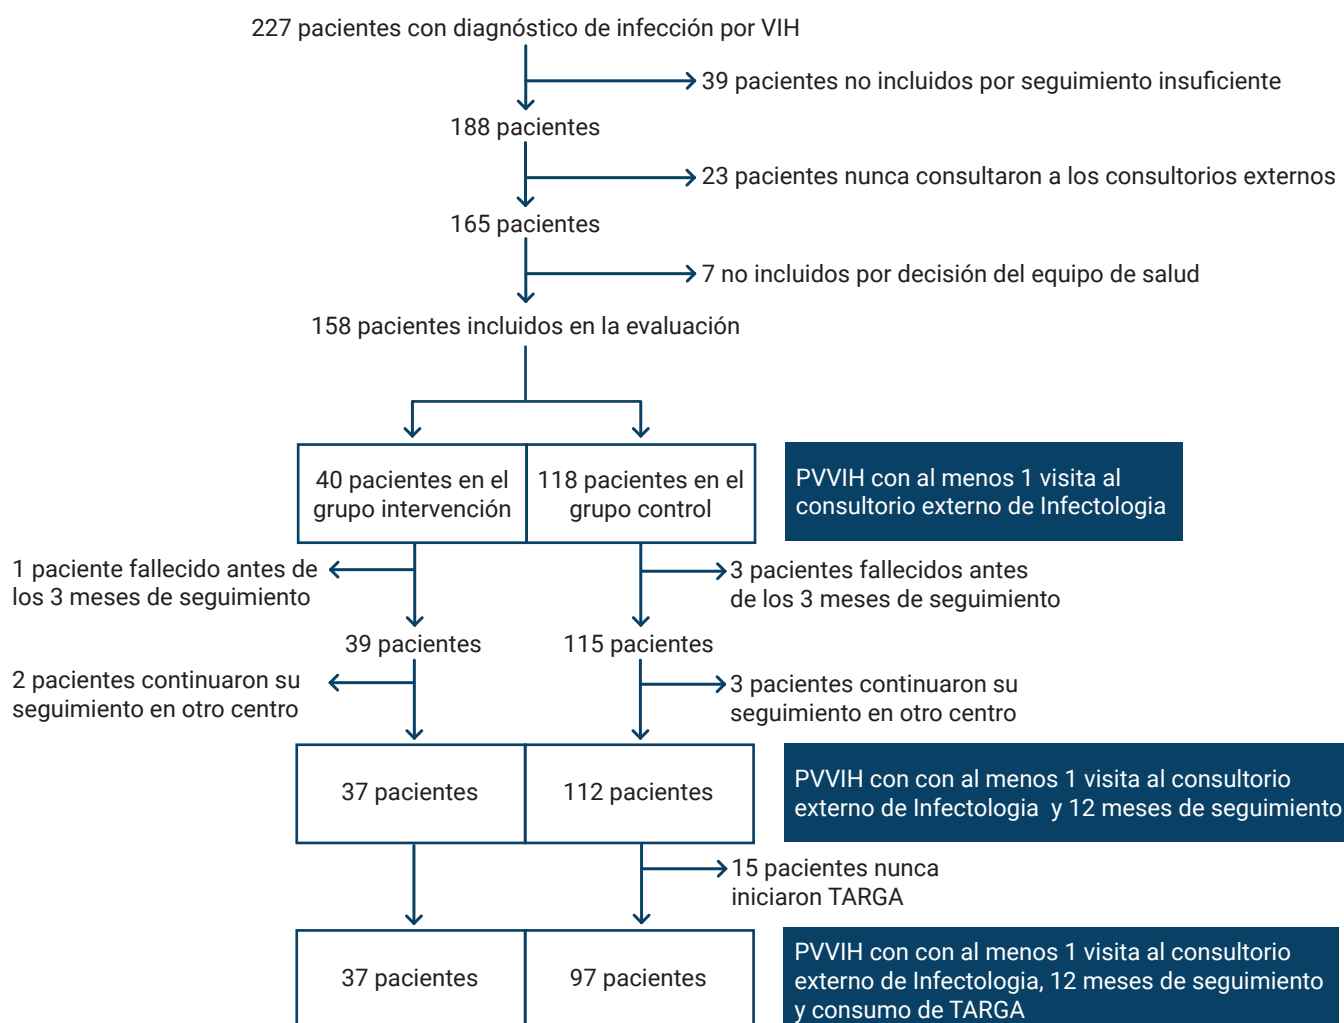 227 pacientes con diagnóstico de infección por VIH
39 pacientes no incluidos por seguimiento insuficiente
188 pacientes
23 pacientes nunca consultaron a los consultorios externos
165 pacientes
7 no incluidos por decisión del equipo de salud
158 pacientes incluidos en la evaluación
40 pacientes en el
grupo intervención
118 pacientes en el
grupo control
PVVIH con al menos 1 visita al
consultorio externo de Infectologia
1 paciente fallecido antes de
los 3 meses de seguimiento
3 pacientes fallecidos antes
de los 3 meses de seguimiento
39 pacientes
115 pacientes
2 pacientes continuaron su
seguimiento en otro centro
3 pacientes continuaron su
seguimiento en otro centro
37 pacientes
112 pacientes
PVVIH con con al menos 1 visita al consultorio
externo de Infectologia y 12 meses de seguimiento
15 pacientes nunca
iniciaron TARGA
37 pacientes
97 pacientes
PVVIH con con al menos 1 visita al consultorio
externo de Infectologia, 12 meses de seguimiento
y consumo de TARGA